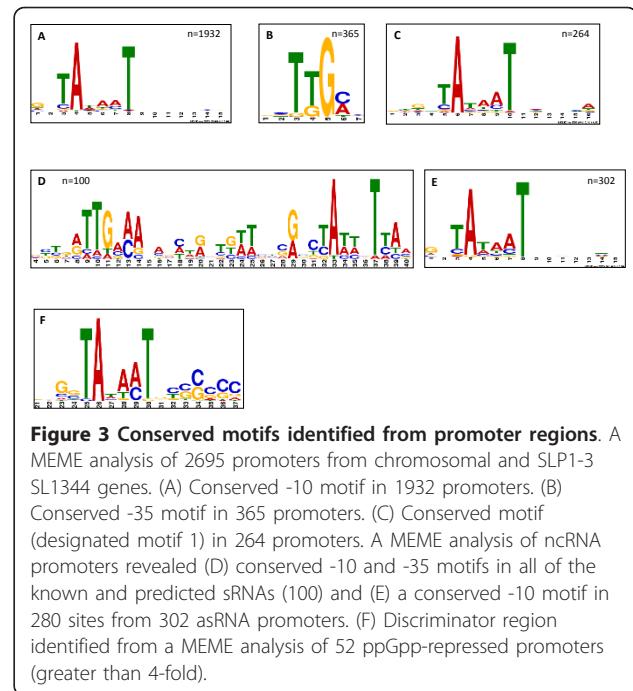 A n=1932
B n=365
C n=264
D n=100
E n=302
F
Figure 3 Conserved motifs identified from promoter regions. A
MEME analysis of 2695 promoters from chromosomal and SLP1-3
SL1344 genes. (A) Conserved -10 motif in 1932 promoters. (B)
Conserved -35 motif in 365 promoters. (C) Conserved motif
(designated motif 1) in 264 promoters. A MEME analysis of ncRNA
promoters revealed (D) conserved -10 and -35 motifs in all of the
known and predicted sRNAs (100) and (E) a conserved -10 motif in
280 sites from 302 asRNA promoters. (F) Discriminator region
identified from a MEME analysis of 52 ppGpp-repressed promoters
(greater than 4-fold).